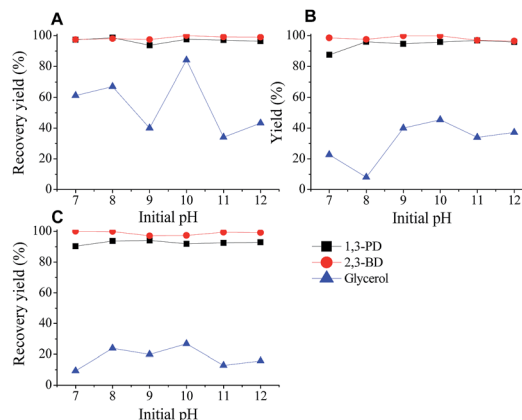 A
Recovery yield (%)
100
80
60
40
20
0
7 8 9 10 11 12
Initial pH
B
Yield (%)
100
80
60
40
20
0
7 8 9 10 11 12
Initial pH
C
Recovery yield (%)
100
80
60
40
20
0
7 8 9 10 11 12
Initial pH
1,3-PD
2,3-BD
Glycerol